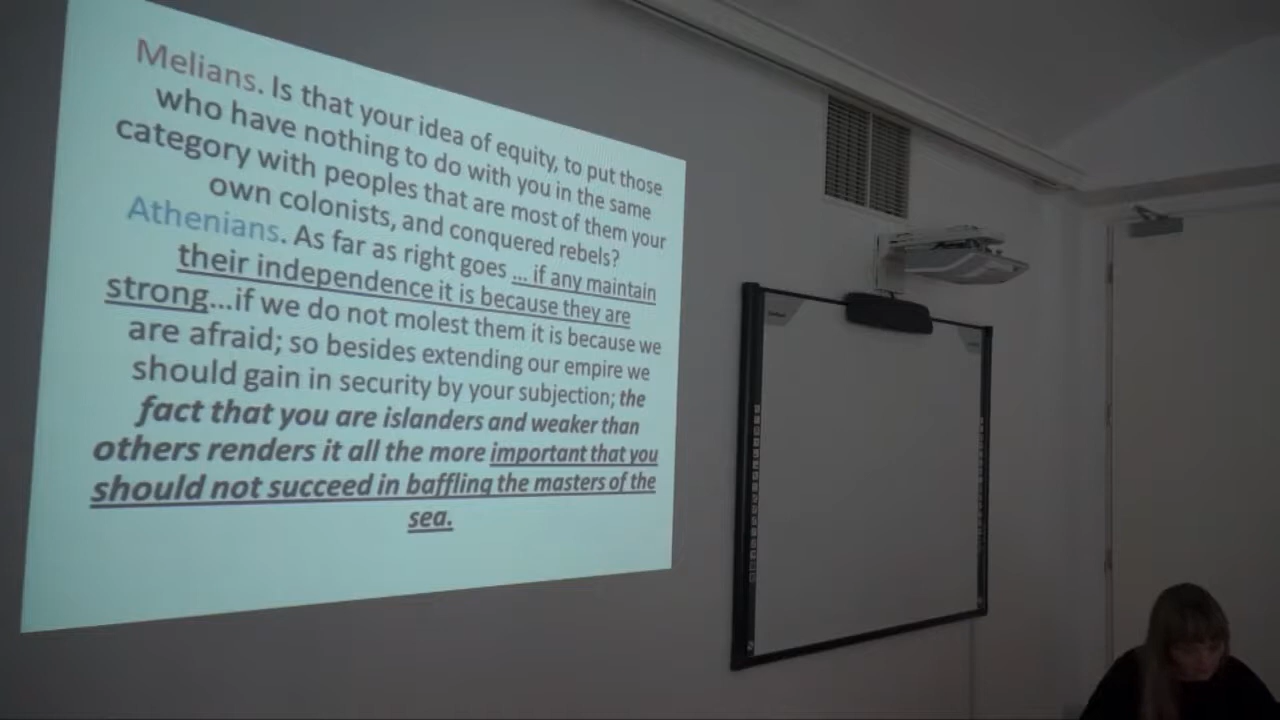 Melians. Is that your idea of equity, to put those
who have nothing to do with you in the same
category with peoples that are most of them your
own colonists, and conquered rebels?
Athenians. As far as right goes ... if any maintain
their independence it is because they are
strong...if we do not molest them it is because we
are afraid; so besides extending our empire we
should gain in security by your subjection; the
fact that you are islanders and weaker than
others renders it all the more important that you
should not succeed in baffling the masters of the
sea.